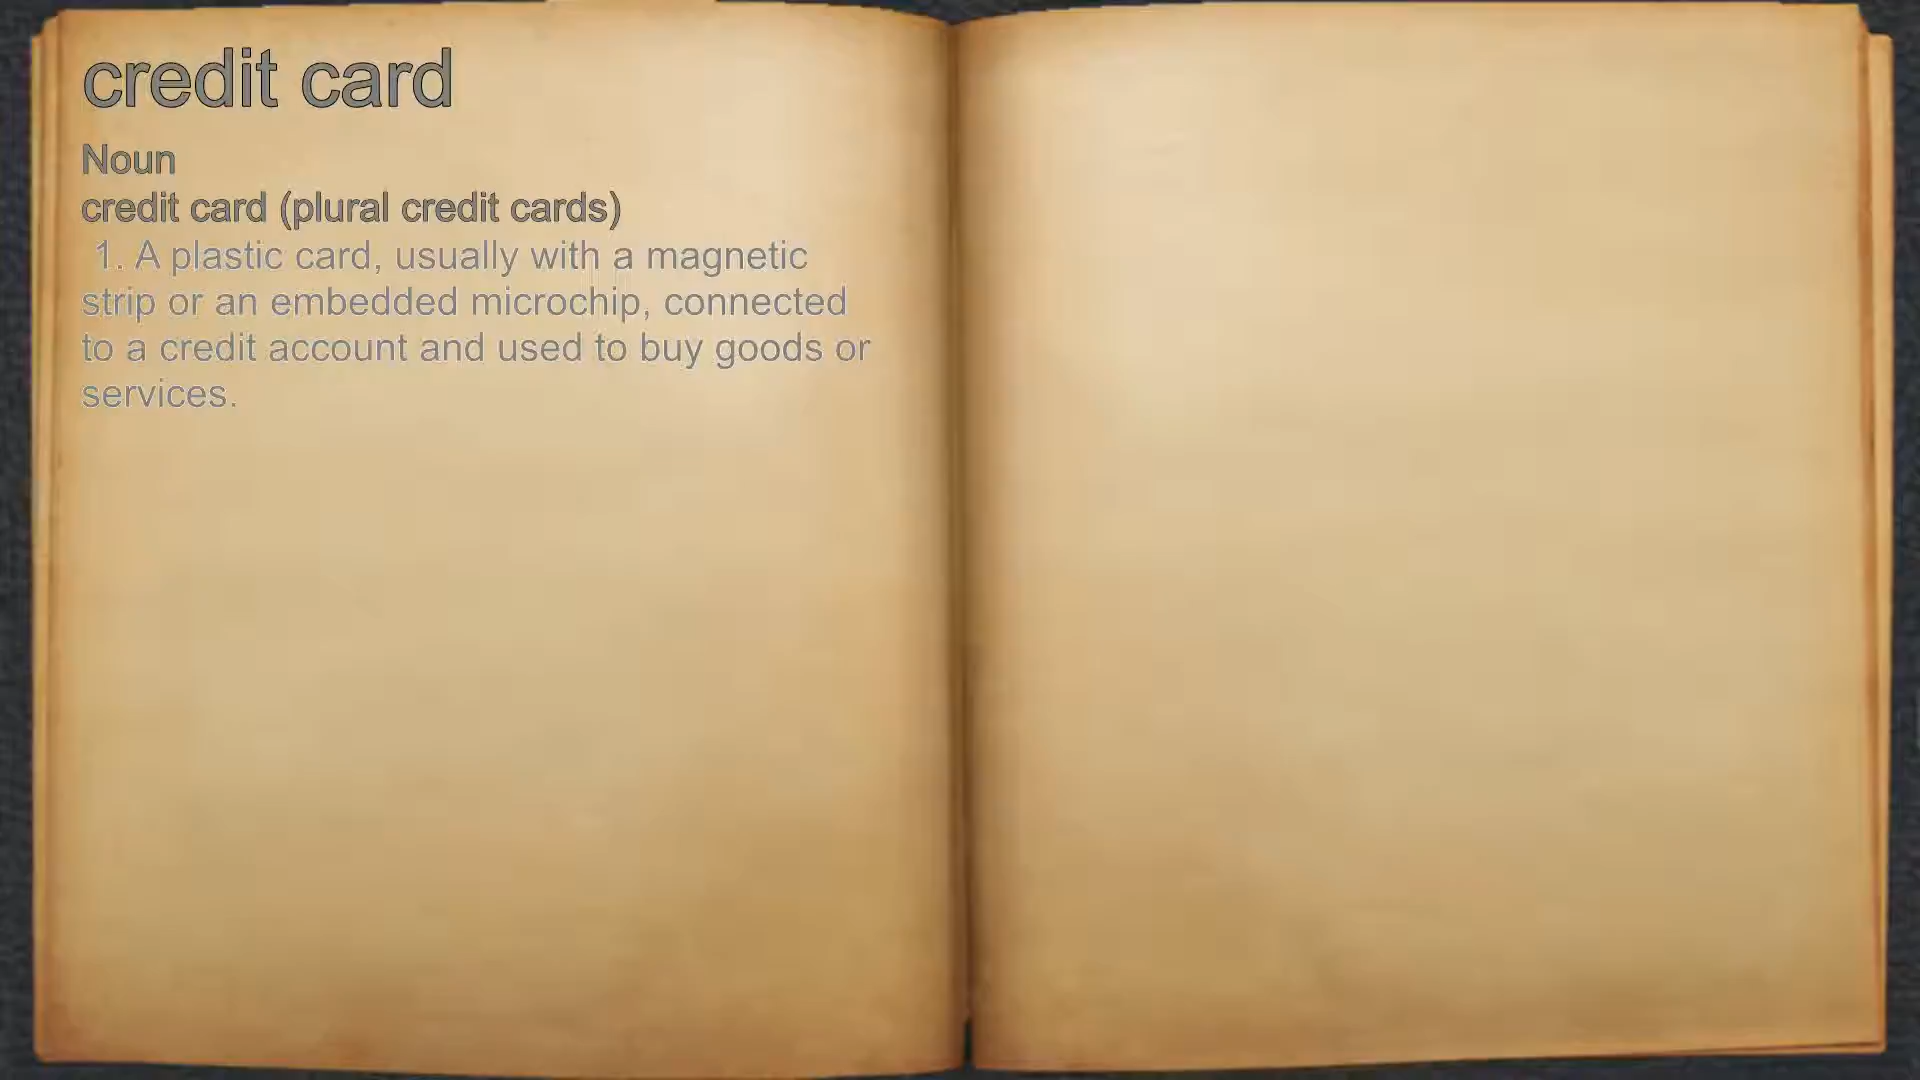 credit card
Noun
credit card (plural credit cards)
1. A plastic card, usually with a magnetic
strip or an embedded microchip, connected
to a credit account and used to buy goods or
services.